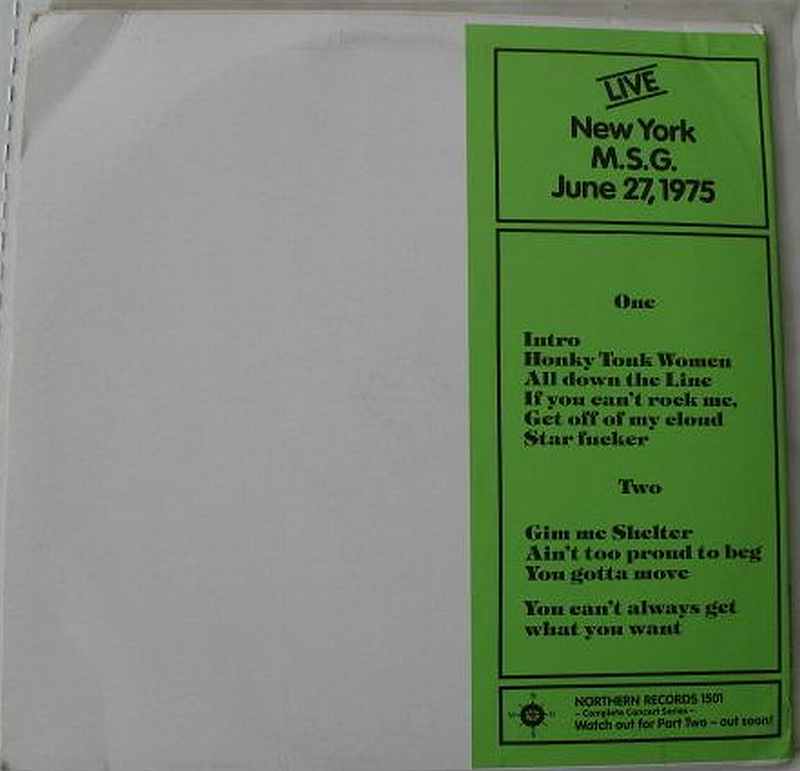 LIVE
New York
M.S.G.
June 27, 1975
One
Intro
Honky Tonk Women
All down the Line
If you can't rock me,
Get off of my cloud
Star fucker
Two
Gim me Shelter
Ain't too proud to beg
You gotta move
You can't always get
what you want
NORTHERN RECORDS 1501
– Complete Concert Series –
Watch out for Part Two – out soon!